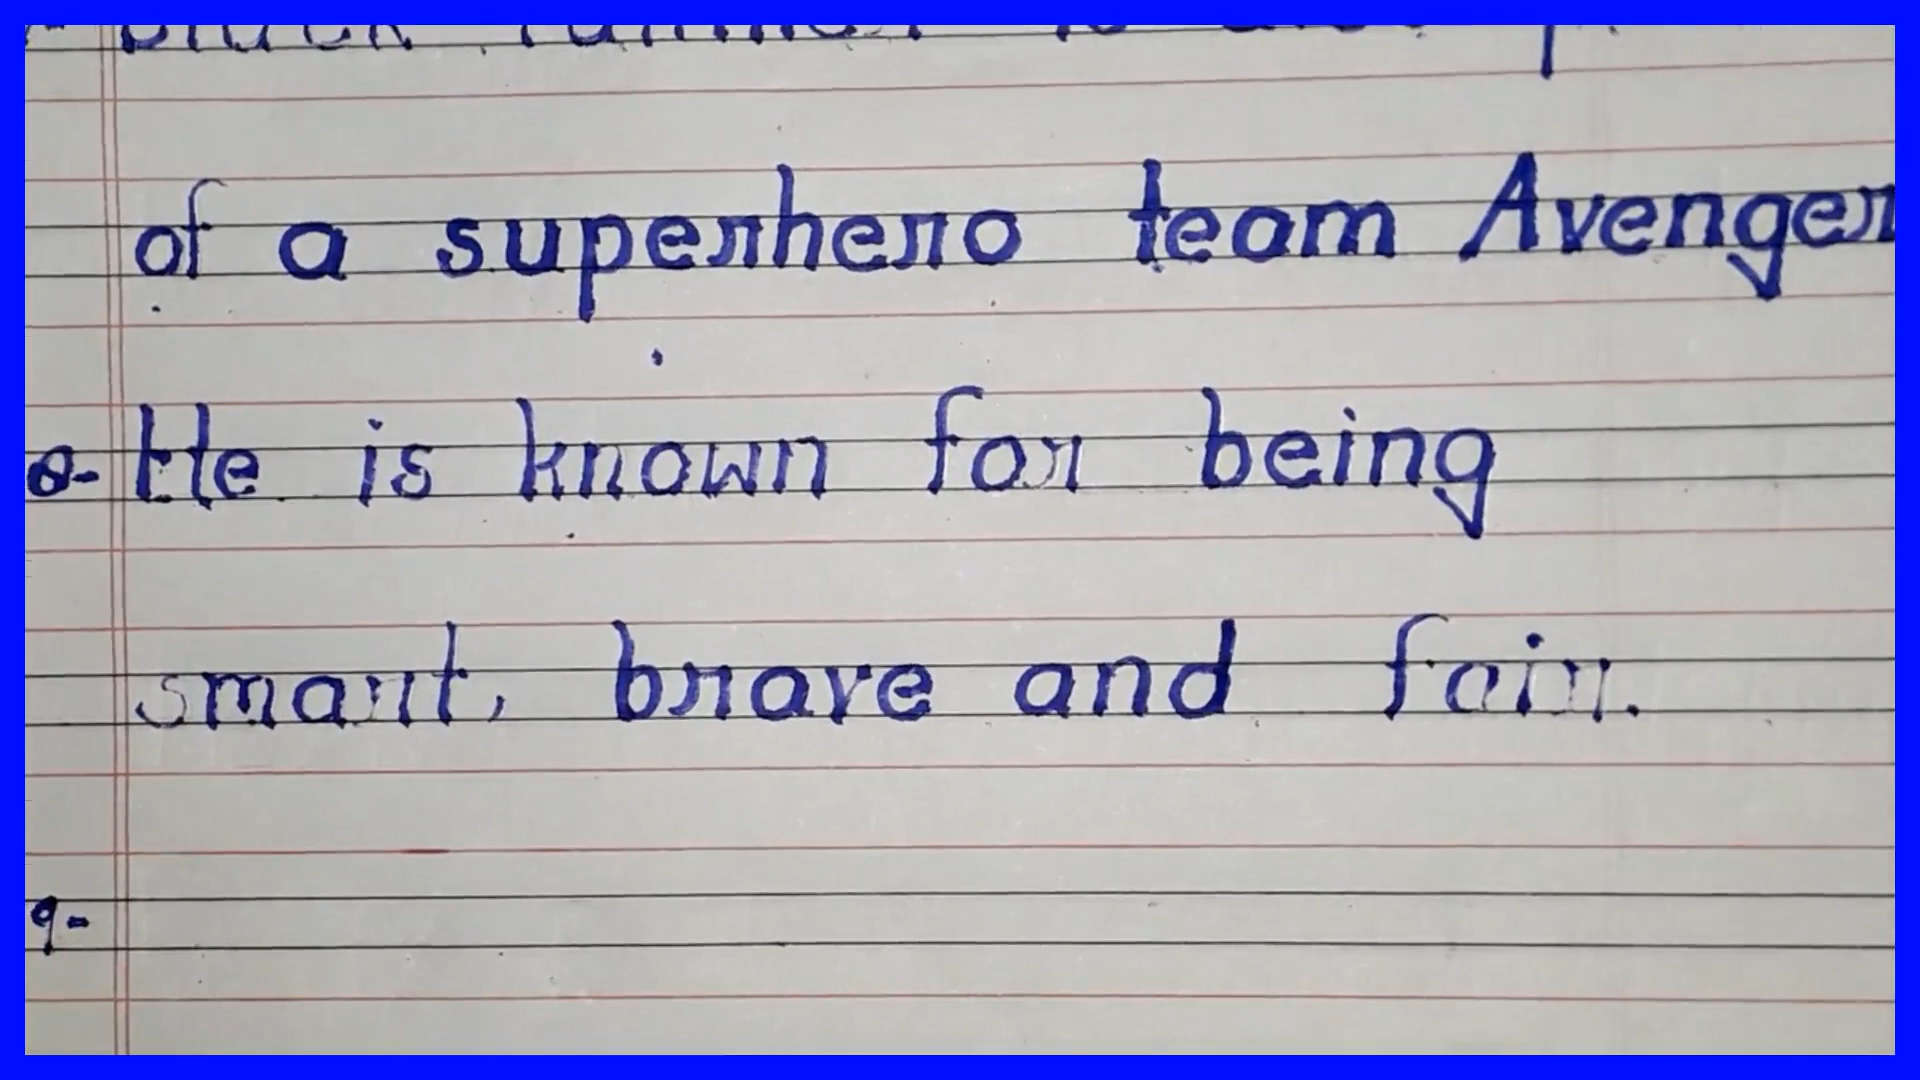 of a superhero team Avenger
8- He is known for being
smart, brave and fair.
9-